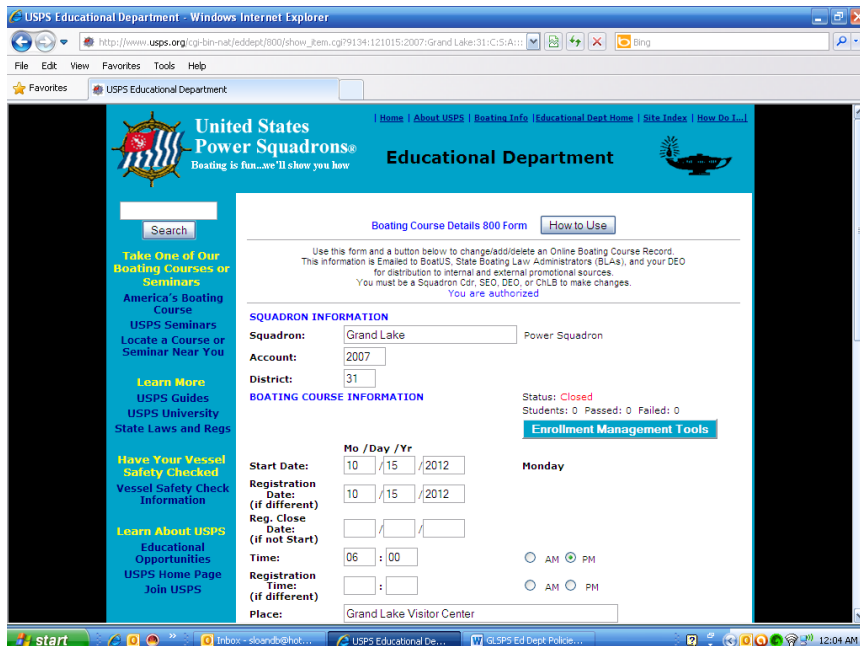 USPS Educational Department - Windows Internet Explorer
http://www.usps.org/cgi-bin-nat/eddept/800/show_item.cgi?9134:121015:2007:Grand Lake:31:C:5:A:::
Bing
File Edit View Favorites Tools Help
Favorites
USPS Educational Department
United States
Power Squadrons®
Boating is fun...we'll show you how
| Home | About USPS | Boating Info |Educational Dept Home | Site Index | How Do I...|
Educational Department
Search
Take One of Our
Boating Courses or
Seminars
America's Boating
Course
USPS Seminars
Locate a Course or
Seminar Near You
Learn More
USPS Guides
USPS University
State Laws and Regs
Have Your Vessel
Safety Checked
Vessel Safety Check
Information
Learn About USPS
Educational
Opportunities
USPS Home Page
Join USPS
Boating Course Details 800 Form How to Use
Use this form and a button below to change/add/delete an Online Boating Course Record.
This information is Emailed to BoatUS, State Boating Law Administrators (BLAs), and your DEO
for distribution to internal and external promotional sources.
You must be a Squadron Cdr, SEO, DEO, or ChLB to make changes.
You are authorized
SQUADRON INFORMATION
Squadron: Grand Lake Power Squadron
Account: 2007
District: 31
BOATING COURSE INFORMATION Status: Closed
Students: 0 Passed: 0 Failed: 0
Enrollment Management Tools
Mo /Day /Yr
Start Date: 10 /15 /2012 Monday
Registration
Date: 10 /15 /2012
(if different)
Reg. Close
Date: / /
(if not Start)
Time: 06 : 00 AM PM
Registration
Time: : AM PM
(if different)
Place: Grand Lake Visitor Center
start
Inbox - sloandb@hot...
USPS Educational De...
GLSPS Ed Dept Policie...
12:04 AM